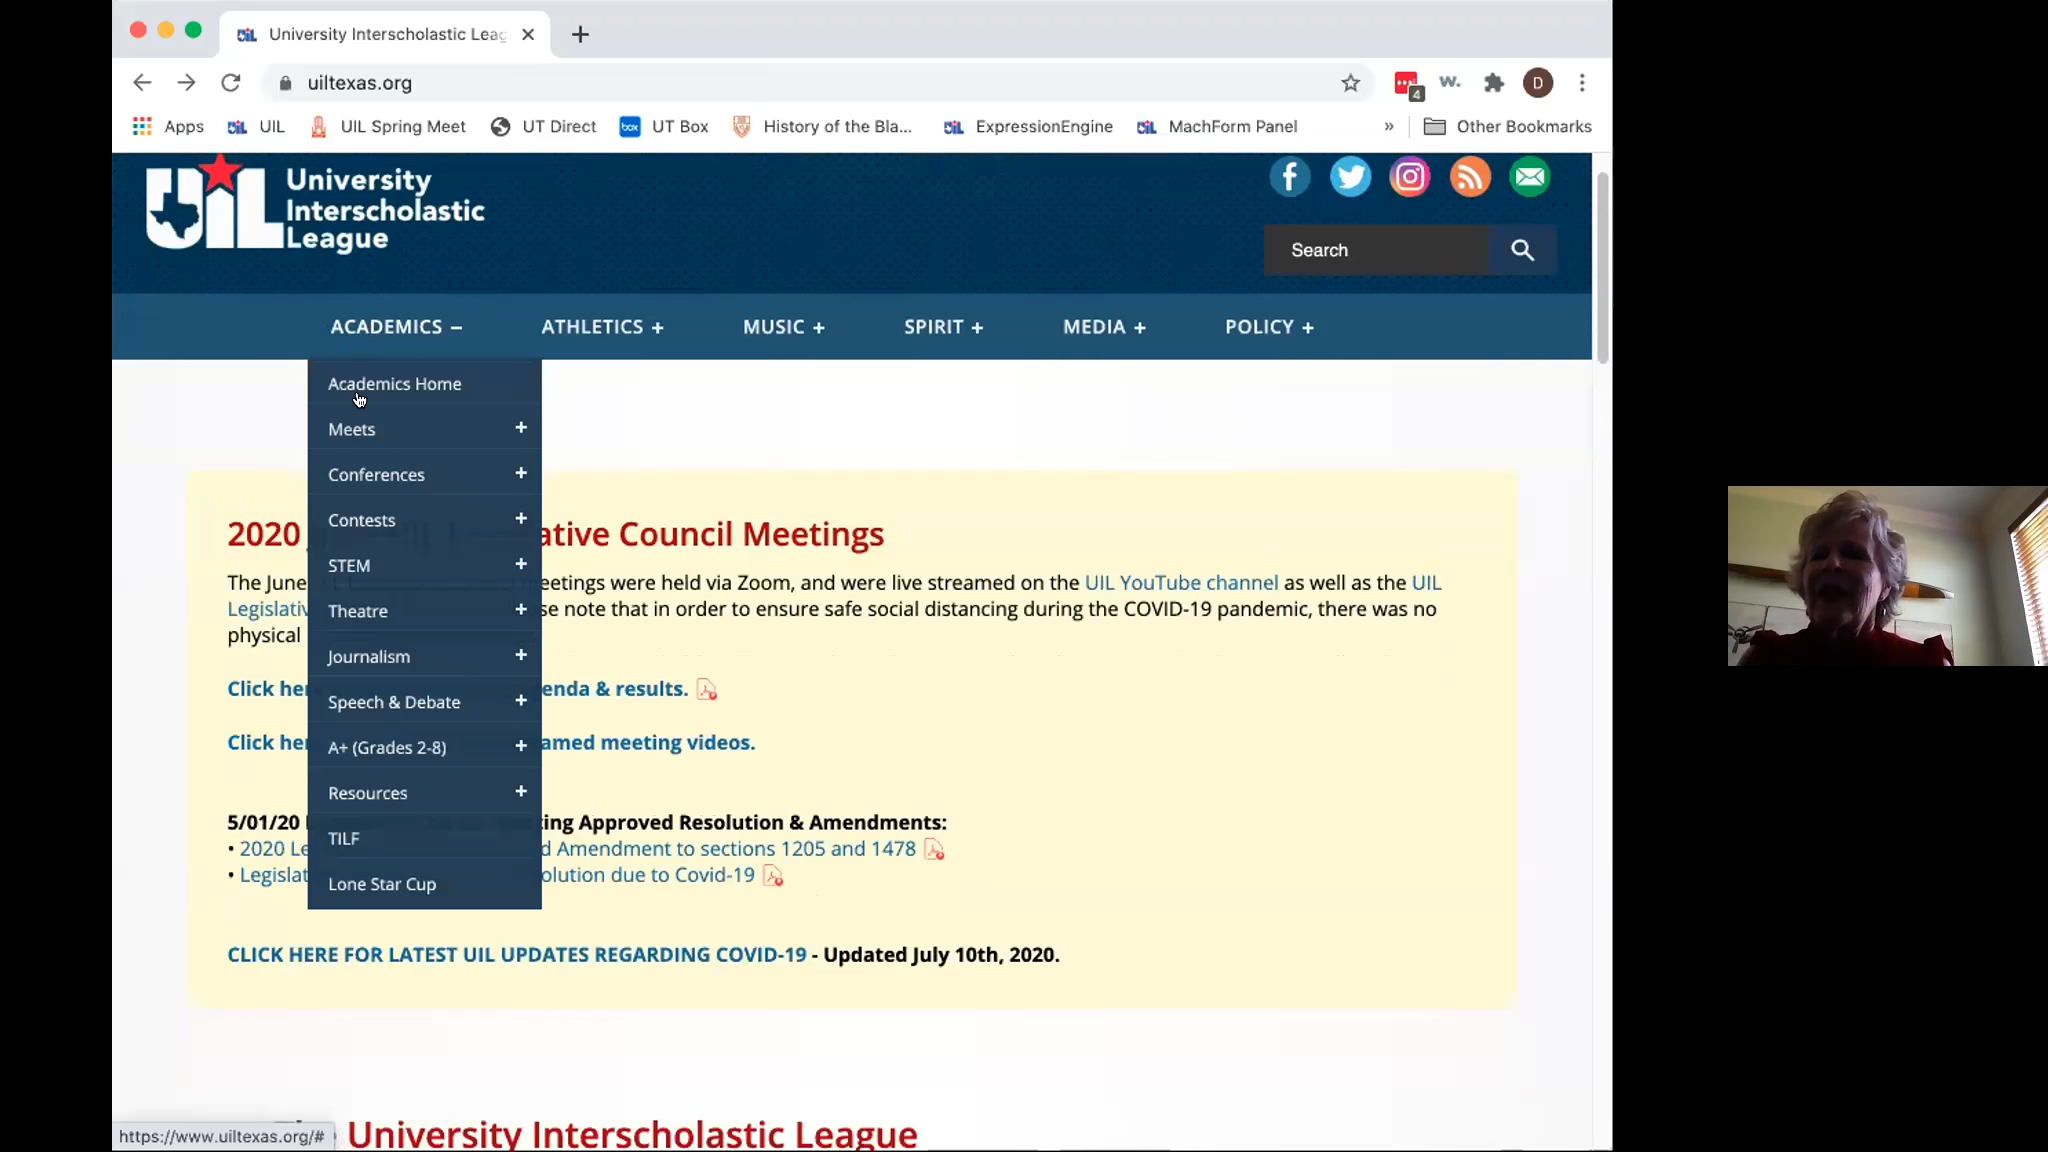 University Interscholastic Leag
uiltexas.org
4
W.
D
Apps UIL UIL Spring Meet UT Direct box UT Box History of the Bla... ExpressionEngine MachForm Panel » Other Bookmarks
UIL
University
Interscholastic
League
Search
ACADEMICS – ATHLETICS + MUSIC + SPIRIT + MEDIA + POLICY +
Academics Home
Meets +
Conferences +
Contests +
STEM +
Theatre +
Journalism +
Speech & Debate +
A+ (Grades 2-8) +
Resources +
TILF
Lone Star Cup
2020 ative Council Meetings
The June eetings were held via Zoom, and were live streamed on the UIL YouTube channel as well as the UIL
Legislativ se note that in order to ensure safe social distancing during the COVID-19 pandemic, there was no
physical
Click her enda & results.
Click her amed meeting videos.
5/01/20 ting Approved Resolution & Amendments:
• 2020 Le d Amendment to sections 1205 and 1478
• Legislat olution due to Covid-19
CLICK HERE FOR LATEST UIL UPDATES REGARDING COVID-19 - Updated July 10th, 2020.
University Interscholastic League
https://www.uiltexas.org/#